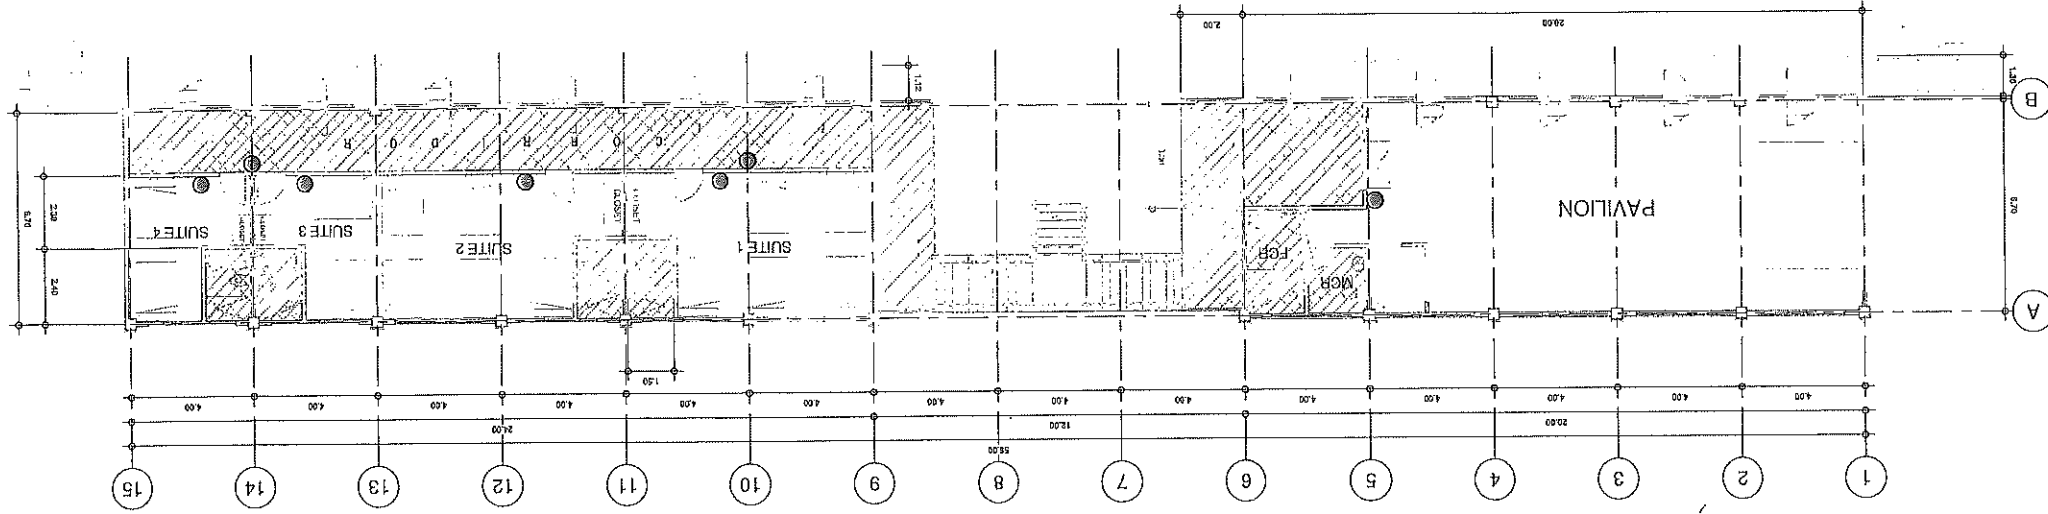 1 2 3 4 5 6 7 8 9 10 11 12 13 14 15
56.00
20.00 12.00 24.00
4.00 4.00 4.00 4.00 4.00 4.00 4.00 4.00 4.00 4.00 4.00 4.00 4.00 4.00
1.50
A
MCR
FCR
2.40
PAVILION
SUITE 1
SUITE 2
SUITE 3
SUITE 4
CLOSET
CLOSET
6.70
6.70
C O R R I D O R
B
1.30
1.12
20.00 2.00